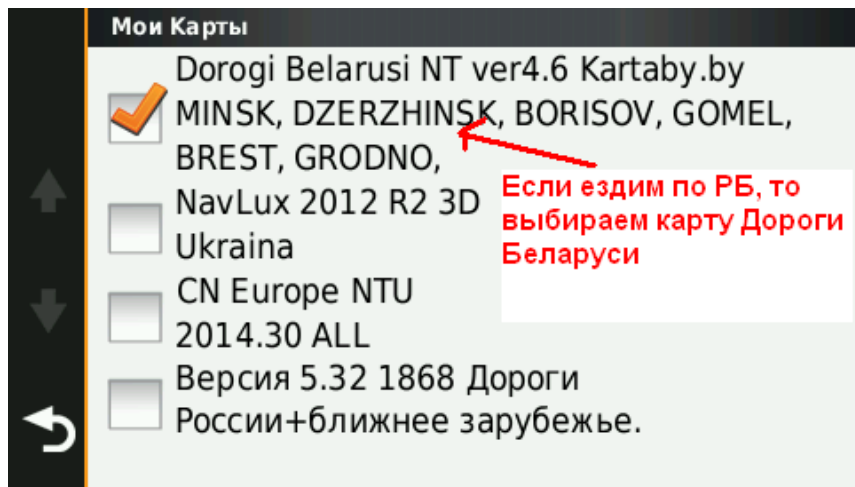 Мои Карты
Dorogi Belarusi NT ver4.6 Kartaby.by
MINSK, DZERZHINSK, BORISOV, GOMEL,
BREST, GRODNO,
NavLux 2012 R2 3D
Ukraina
CN Europe NTU
2014.30 ALL
Версия 5.32 1868 Дороги
России+ближнее зарубежье.
Если ездим по РБ, то
выбираем карту Дороги
Беларуси